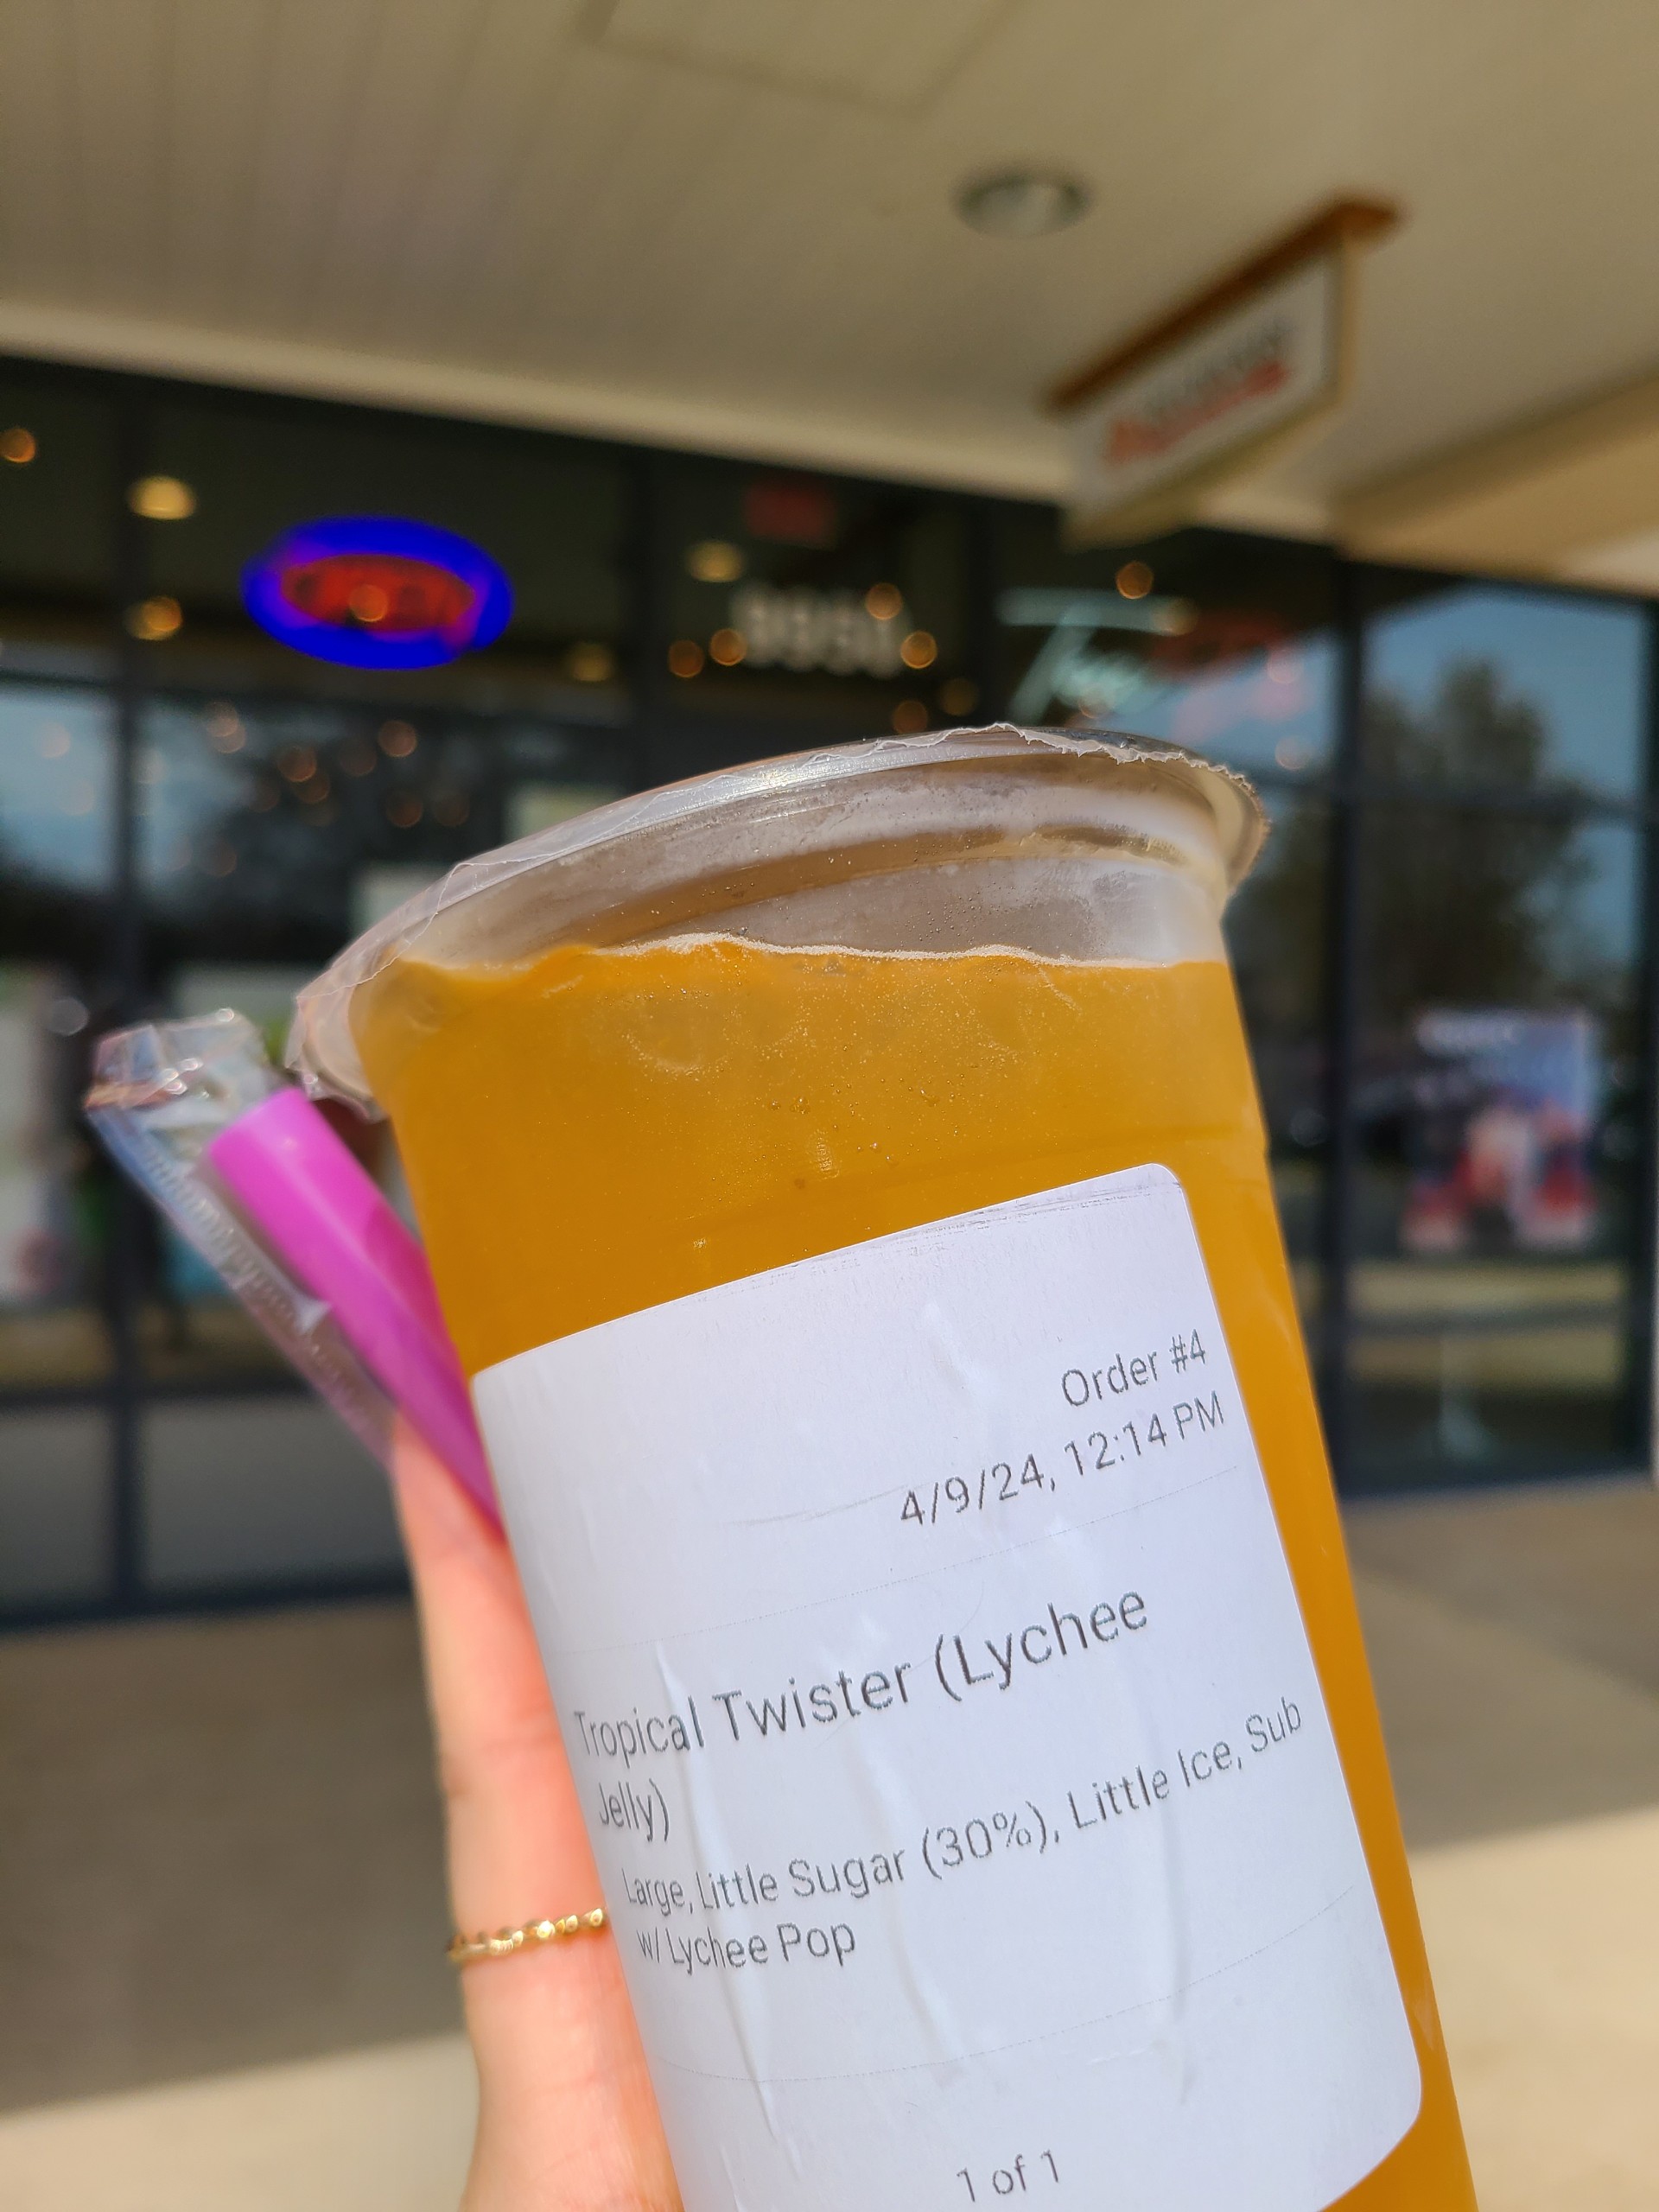 Order #4
4/9/24, 12:14 PM
Tropical Twister (Lychee
Jelly)
Large, Little Sugar (30%), Little Ice, Sub
w/ Lychee Pop
1 of 1